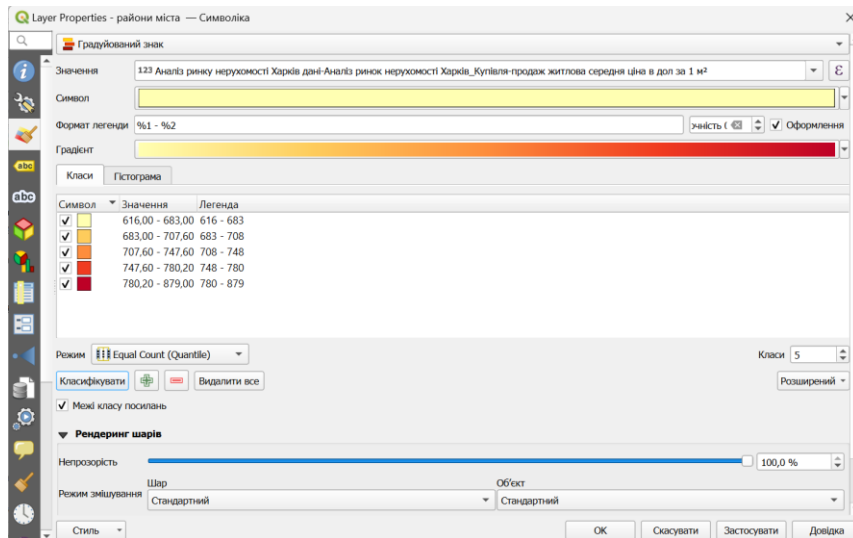 Layer Properties - райони міста — Символіка
Градуйований знак
Значення
123 Аналіз ринку нерухомості Харків дані-Аналіз ринок нерухомості Харків_Купівля-продаж житлова середня ціна в дол за 1 м²
ε
Символ
Формат легенди %1 - %2
Оформлення
Градієнт
Класи Гістограма
Символ Значення Легенда
616,00 - 683,00 616 - 683
683,00 - 707,60 683 - 708
707,60 - 747,60 708 - 748
747,60 - 780,20 748 - 780
780,20 - 879,00 780 - 879
Режим Equal Count (Quantile) Класи 5
Класифікувати Видалити все Розширений
Межі класу посилань
Рендеринг шарів
Непрозорість 100,0 %
Шар Об'єкт
Режим змішування Стандартний Стандартний
Стиль OK Скасувати Застосувати Довідка
abc
abc